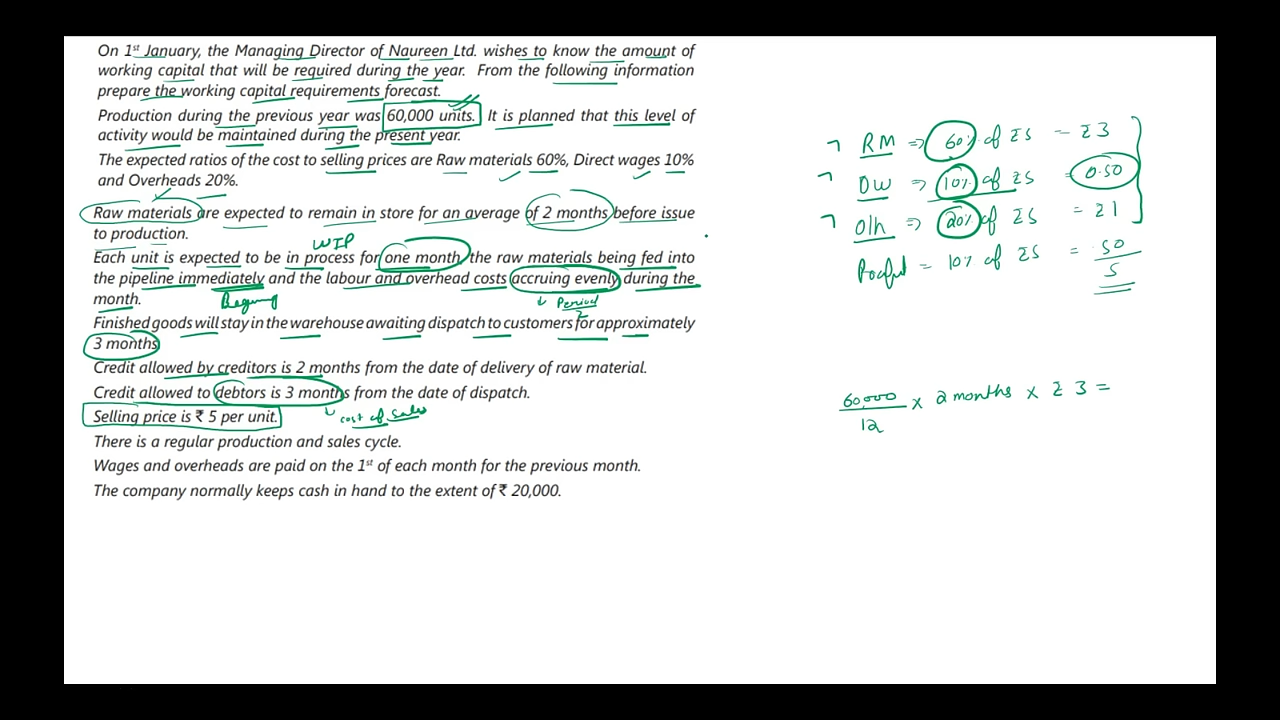 On 1st January, the Managing Director of Naureen Ltd. wishes to know the amount of
working capital that will be required during the year. From the following information
prepare the working capital requirements forecast.
Production during the previous year was 60,000 units. It is planned that this level of
activity would be maintained during the present year.
The expected ratios of the cost to selling prices are Raw materials 60%, Direct wages 10%
and Overheads 20%.
Raw materials are expected to remain in store for an average of 2 months before issue
to production.
WIP
Each unit is expected to be in process for one month, the raw materials being fed into
the pipeline immediately and the labour and overhead costs accruing evenly during the
month.
Period
2
Finished goods will stay in the warehouse awaiting dispatch to customers for approximately
3 months
Credit allowed by creditors is 2 months from the date of delivery of raw material.
Credit allowed to debtors is 3 months from the date of dispatch.
Selling price is ₹ 5 per unit.
cost of Sales
There is a regular production and sales cycle.
Wages and overheads are paid on the 1st of each month for the previous month.
The company normally keeps cash in hand to the extent of ₹ 20,000.
RM ⇒ 60% of ₹5 = ₹3
DW ⇒ 10% of ₹5 = 0.50
O/h ⇒ 20% of ₹5 = ₹1
= 10% of ₹5 = .50
5
60,000 × 2 months × ₹ 3 =
12